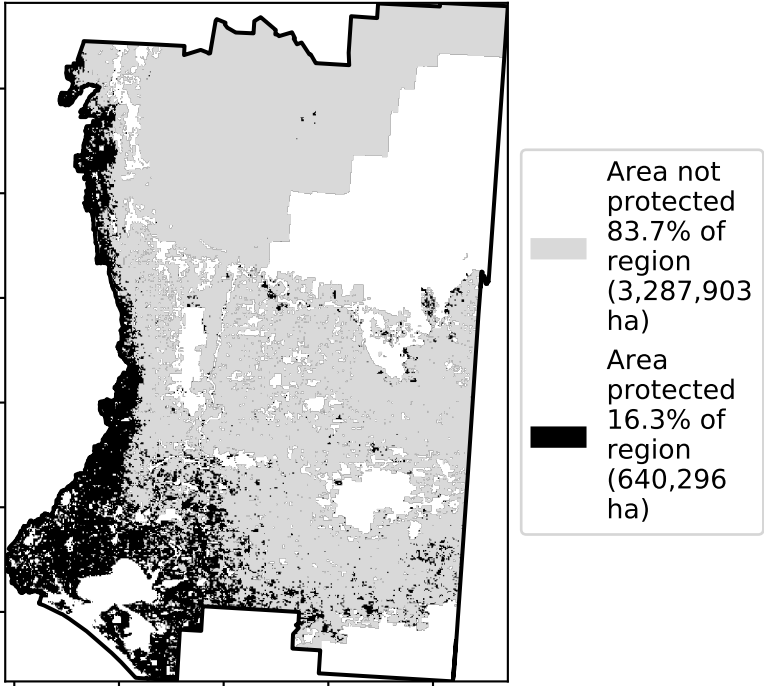 Area not
protected
83.7% of
region
(3,287,903
ha)
Area
protected
16.3% of
region
(640,296
ha)